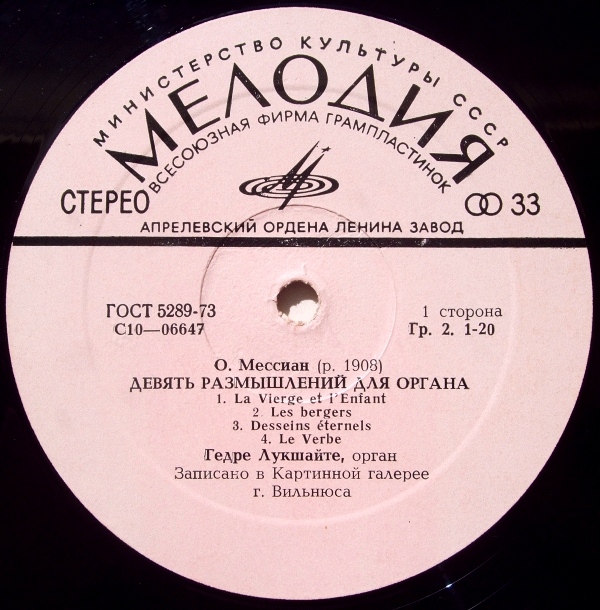 МИНИСТЕРСТВО КУЛЬТУРЫ СССР
МЕЛОДИЯ
ВСЕСОЮЗНАЯ ФИРМА ГРАМПЛАСТИНОК
СТЕРЕО
33
АПРЕЛЕВСКИЙ ОРДЕНА ЛЕНИНА ЗАВОД
ГОСТ 5289-73
С10—06647
1 сторона
Гр. 2. 1-20
О. Мессиан (р. 1908)
ДЕВЯТЬ РАЗМЫШЛЕНИЙ ДЛЯ ОРГАНА
1. La Vierge et l'Enfant
2. Les bergers
3. Desseins éternels
4. Le Verbe
Гедре Лукшайте, орган
Записано в Картинной галерее
г. Вильнюса